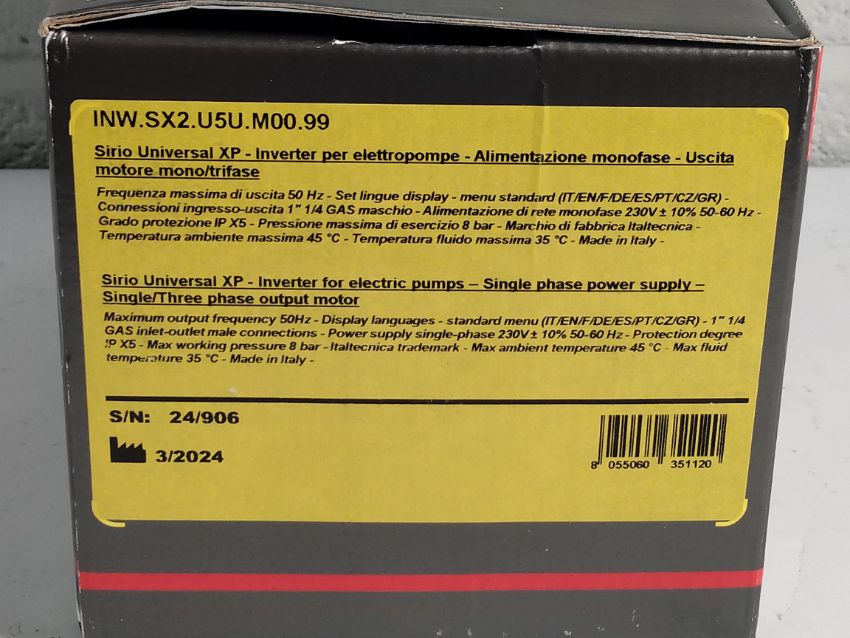 INW.SX2.U5U.M00.99
Sirio Universal XP - Inverter per elettropompe - Alimentazione monofase - Uscita
motore mono/trifase
Frequenza massima di uscita 50 Hz - Set lingue display - menu standard (IT/EN/F/DE/ES/PT/CZ/GR) -
Connessioni ingresso-uscita 1" 1/4 GAS maschio - Alimentazione di rete monofase 230V ± 10% 50-60 Hz -
Grado protezione IP X5 - Pressione massima di esercizio 8 bar - Marchio di fabbrica Italtecnica -
Temperatura ambiente massima 45 °C - Temperatura fluido massima 35 °C - Made in Italy -
Sirio Universal XP - Inverter for electric pumps – Single phase power supply –
Single/Three phase output motor
Maximum output frequency 50Hz - Display languages - standard menu (IT/EN/F/DE/ES/PT/CZ/GR) - 1" 1/4
GAS inlet-outlet male connections - Power supply single-phase 230V ± 10% 50-60 Hz - Protection degree
IP X5 - Max working pressure 8 bar - Italtecnica trademark - Max ambient temperature 45 °C - Max fluid
temperature 35 °C - Made in Italy -
S/N: 24/906
3/2024
8 055060 351120